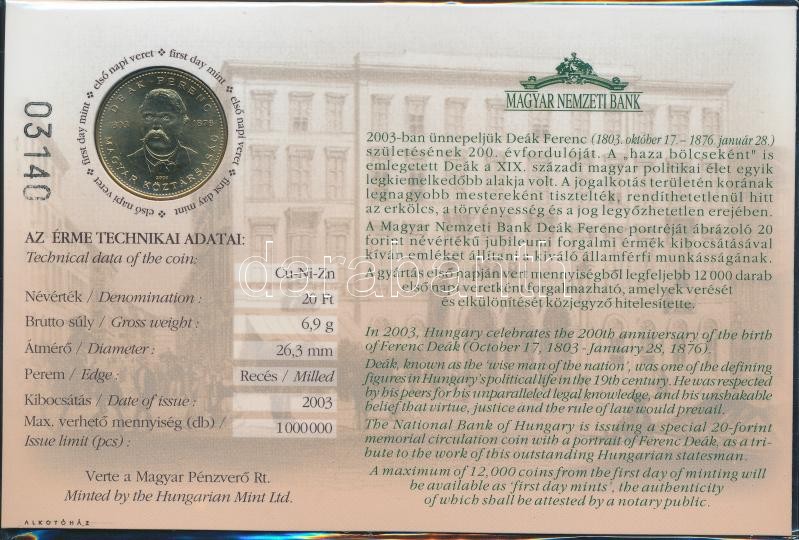 első napi veret ❖ first day mint ❖ első napi veret ❖ first day mint ❖ első napi veret ❖ first day mint ❖
DEÁK FERENC
1803 1876
2003
MAGYAR KÖZTÁRSASÁG
03140
AZ ÉRME TECHNIKAI ADATAI:
Technical data of the coin:
Cu-Ni-Zn
Névérték / Denomination : 20 Ft
Bruttó súly / Gross weight : 6,9 g
Átmérő / Diameter : 26,3 mm
Perem / Edge : Recés / Milled
Kibocsátás / Date of issue : 2003
Max. verhető mennyiség (db) /
Issue limit (pcs) : 1000000
Verte a Magyar Pénzverő Rt.
Minted by the Hungarian Mint Ltd.
ALKOTÓHÁZ
MAGYAR NEMZETI BANK
2003-ban ünnepeljük Deák Ferenc (1803. október 17. – 1876. január 28.)
születésének 200. évfordulóját. A „haza bölcseként" is
emlegetett Deák a XIX. századi magyar politikai élet egyik
legkiemelkedőbb alakja volt. A jogalkotás területén korának
legnagyobb mestereként tisztelték, rendíthetetlenül hitt
az erkölcs, a törvényesség és a jog legyőzhetetlen erejében.
A Magyar Nemzeti Bank Deák Ferenc portréját ábrázoló 20
forint névértékű jubileumi forgalmi érmék kibocsátásával
kíván emléket állítani a kiváló államférfi munkásságának.
A gyártás első napján vert mennyiségből legfeljebb 12 000 darab
első napi veretként forgalmazható, amelyek verését
és elkülönítését közjegyző hitelesítette.
In 2003, Hungary celebrates the 200th anniversary of the birth
of Ferenc Deák (October 17, 1803 - January 28, 1876).
Deák, known as the 'wise man of the nation', was one of the defining
figures in Hungary's political life in the 19th century. He was respected
by his peers for his unparalleled legal knowledge, and his unshakable
belief that virtue, justice and the rule of law would prevail.
The National Bank of Hungary is issuing a special 20-forint
memorial circulation coin with a portrait of Ferenc Deák, as a tri-
bute to the work of this outstanding Hungarian statesman.
A maximum of 12,000 coins from the first day of minting will
be available as 'first day mints', the authenticity
of which shall be attested by a notary public.
darabanth